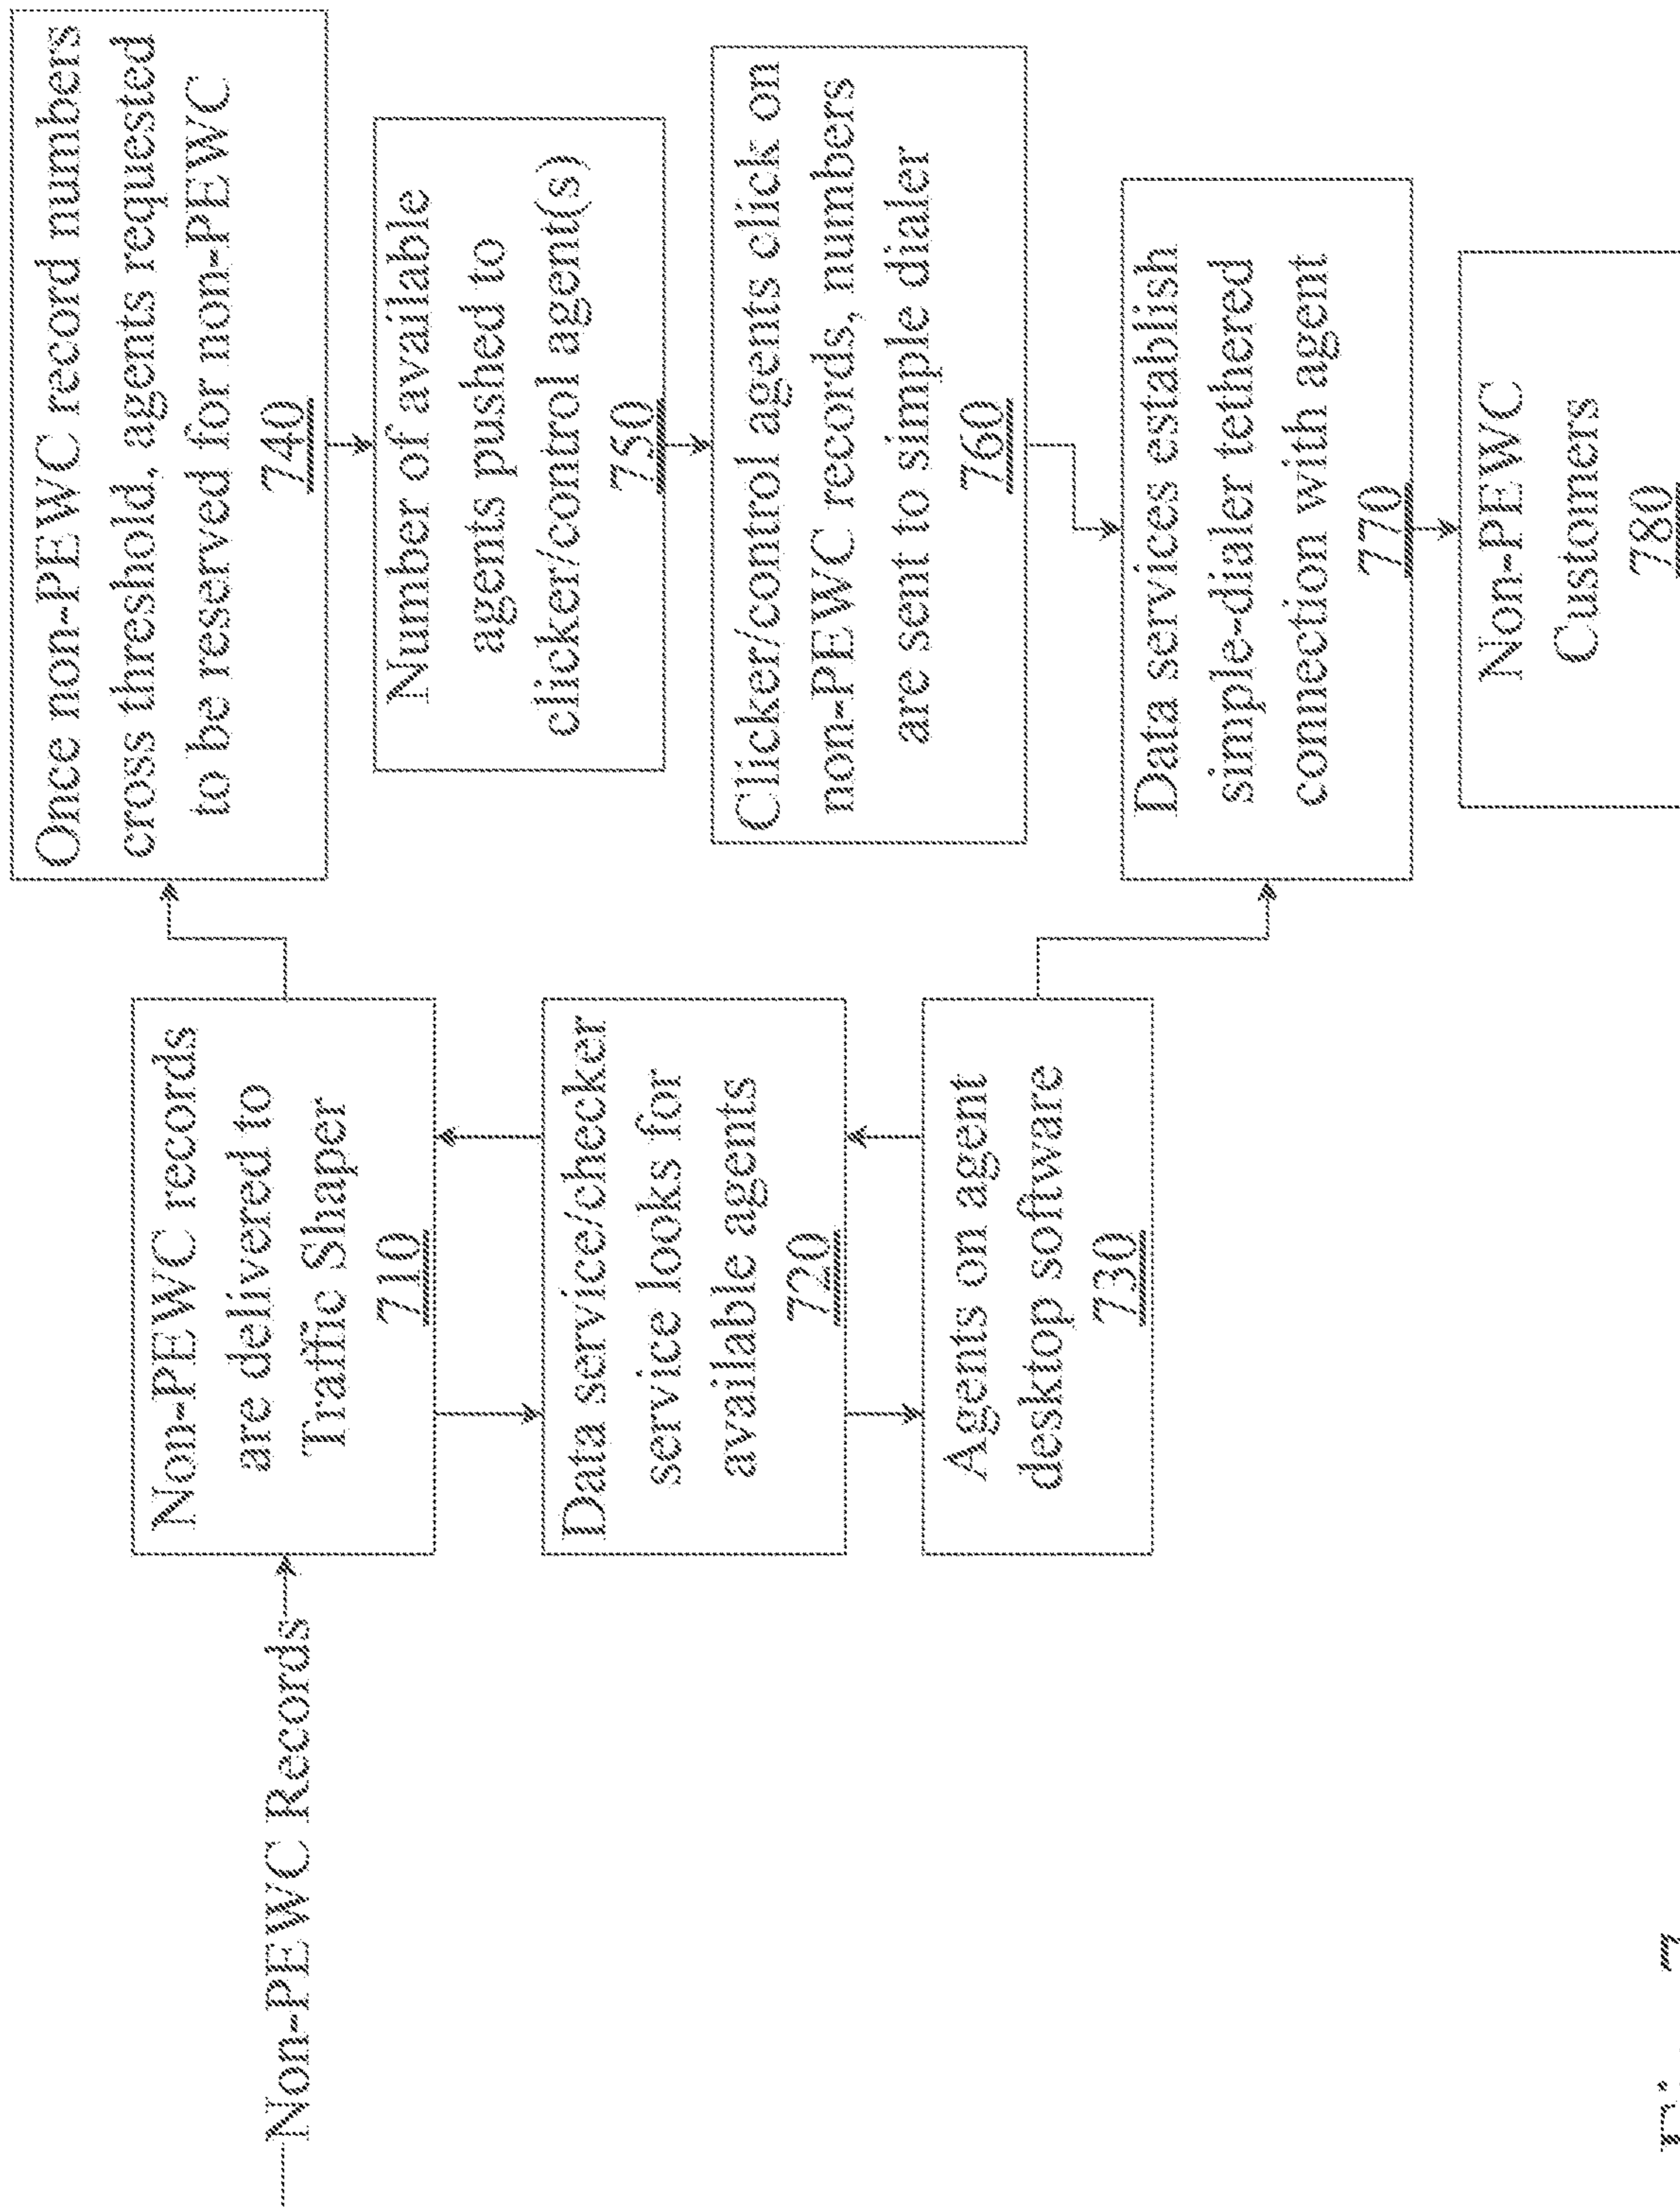 Non-PEWC Records
Non-PEWC records
are delivered to
Traffic Shaper
710
Data service/checker
service looks for
available agents
720
Agents on agent
desktop software
730
Once non-PEWC record numbers
cross threshold, agents requested
to be reserved for non-PEWC
740
Number of available
agents pushed to
clicker/control agent(s)
750
Clicker/control agents click on
non-PEWC records, numbers
are sent to simple dialer
760
Data services establish
simple-dialer tethered
connection with agent
770
Non-PEWC
Customers
780